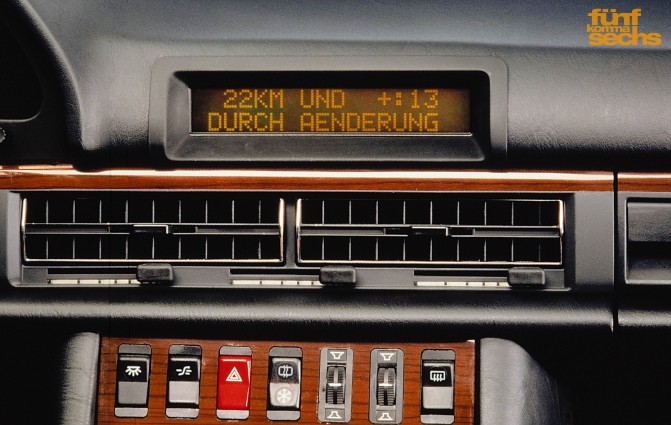 fünf
komma
sechs
22KM UND +:13
DURCH AENDERUNG